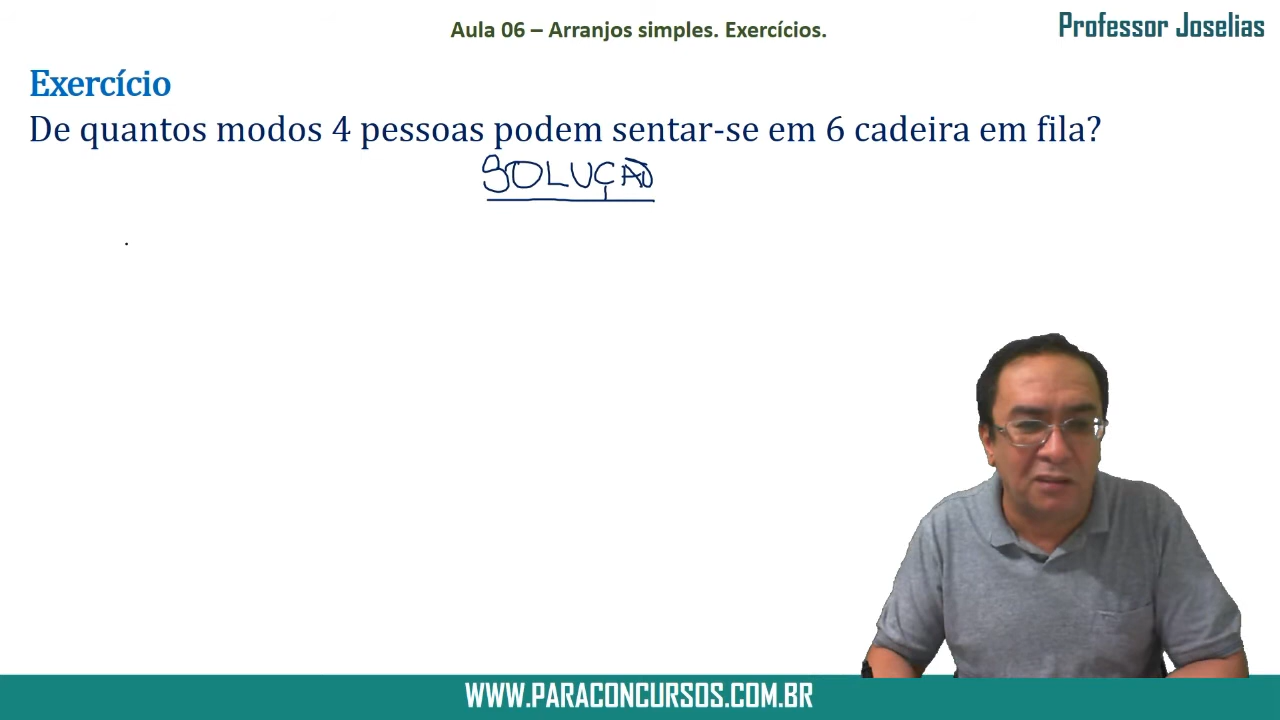 Aula 06 – Arranjos simples. Exercícios.
Professor Joselias
Exercício
De quantos modos 4 pessoas podem sentar-se em 6 cadeira em fila?
SOLUÇÃO
WWW.PARACONCURSOS.COM.BR